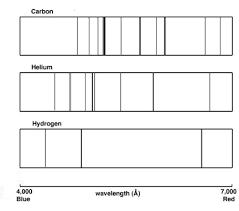 Carbon
Helium
Hydrogen
4,000 wavelength (Å) 7,000
Blue Red